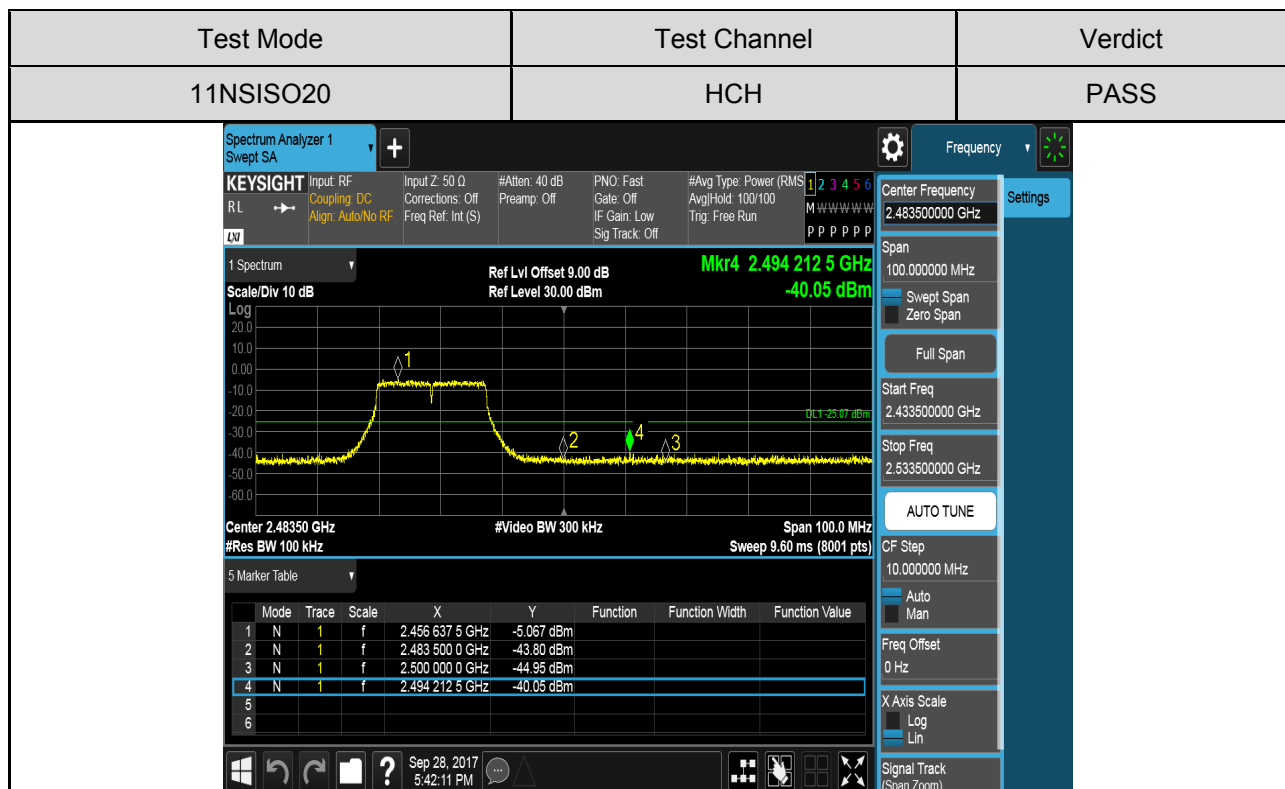 Test Mode Test Channel Verdict
11NSISO20 HCH PASS
Spectrum Analyzer 1
Swept SA
+
Frequency
KEYSIGHT Input: RF Input Z: 50 Ω #Atten: 40 dB PNO: Fast #Avg Type: Power (RMS 1 2 3 4 5 6
RL Coupling: DC Corrections: Off Preamp: Off Gate: Off Avg|Hold: 100/100 M W W W W W
Align: Auto/No RF Freq Ref: Int (S) IF Gain: Low Trig: Free Run
LXI Sig Track: Off P P P P P P
Center Frequency
2.483500000 GHz
Settings
Span
100.000000 MHz
Swept Span
Zero Span
Full Span
Start Freq
2.433500000 GHz
Stop Freq
2.533500000 GHz
AUTO TUNE
CF Step
10.000000 MHz
Auto
Man
Freq Offset
0 Hz
X Axis Scale
Log
Lin
Signal Track
(Span Zoom)
1 Spectrum Ref Lvl Offset 9.00 dB Mkr4 2.494 212 5 GHz
Scale/Div 10 dB Ref Level 30.00 dBm -40.05 dBm
Log
20.0
10.0
0.00
-10.0
-20.0
-30.0
-40.0
-50.0
-60.0
1
DL1 -25.07 dBm
2 4 3
Center 2.48350 GHz #Video BW 300 kHz Span 100.0 MHz
#Res BW 100 kHz Sweep 9.60 ms (8001 pts)
5 Marker Table
Mode Trace Scale X Y Function Function Width Function Value
1 N 1 f 2.456 637 5 GHz -5.067 dBm
2 N 1 f 2.483 500 0 GHz -43.80 dBm
3 N 1 f 2.500 000 0 GHz -44.95 dBm
4 N 1 f 2.494 212 5 GHz -40.05 dBm
5
6
? Sep 28, 2017
5:42:11 PM